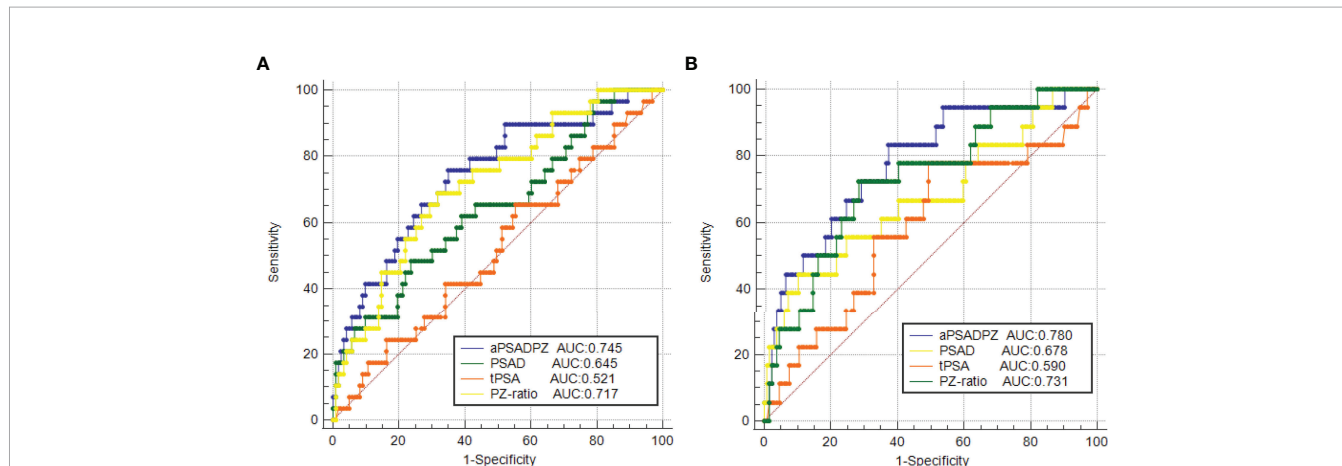 A
100
80
60
40
20
0
Sensitivity
aPSADPZ AUC:0.745
PSAD AUC:0.645
tPSA AUC:0.521
PZ-ratio AUC:0.717
0 20 40 60 80 100
1-Specificity
B
100
80
60
40
20
0
Sensitivity
aPSADPZ AUC:0.780
PSAD AUC:0.678
tPSA AUC:0.590
PZ-ratio AUC:0.731
0 20 40 60 80 100
1-Specificity